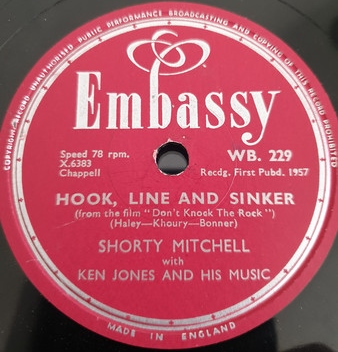 COPYRIGHT RECORD UNAUTHORISED PUBLIC PERFORMANCE BROADCASTING AND COPYING OF THIS RECORD PROHIBITED
Embassy
Speed 78 rpm. WB. 229
X.6383
Chappell Recdg. First Pubd. 1957
HOOK, LINE AND SINKER
(from the film "Don't Knock The Rock")
(Haley—Khoury—Bonner)
SHORTY MITCHELL
with
KEN JONES AND HIS MUSIC
MADE IN ENGLAND